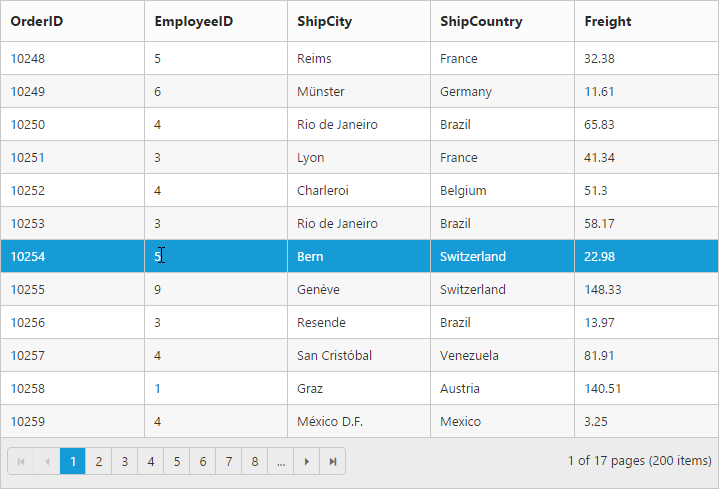 OrderID EmployeeID ShipCity ShipCountry Freight
10248 5 Reims France 32.38
10249 6 Münster Germany 11.61
10250 4 Rio de Janeiro Brazil 65.83
10251 3 Lyon France 41.34
10252 4 Charleroi Belgium 51.3
10253 3 Rio de Janeiro Brazil 58.17
10254 5 Bern Switzerland 22.98
10255 9 Genève Switzerland 148.33
10256 3 Resende Brazil 13.97
10257 4 San Cristóbal Venezuela 81.91
10258 1 Graz Austria 140.51
10259 4 México D.F. Mexico 3.25
1 2 3 4 5 6 7 8 ... 1 of 17 pages (200 items)